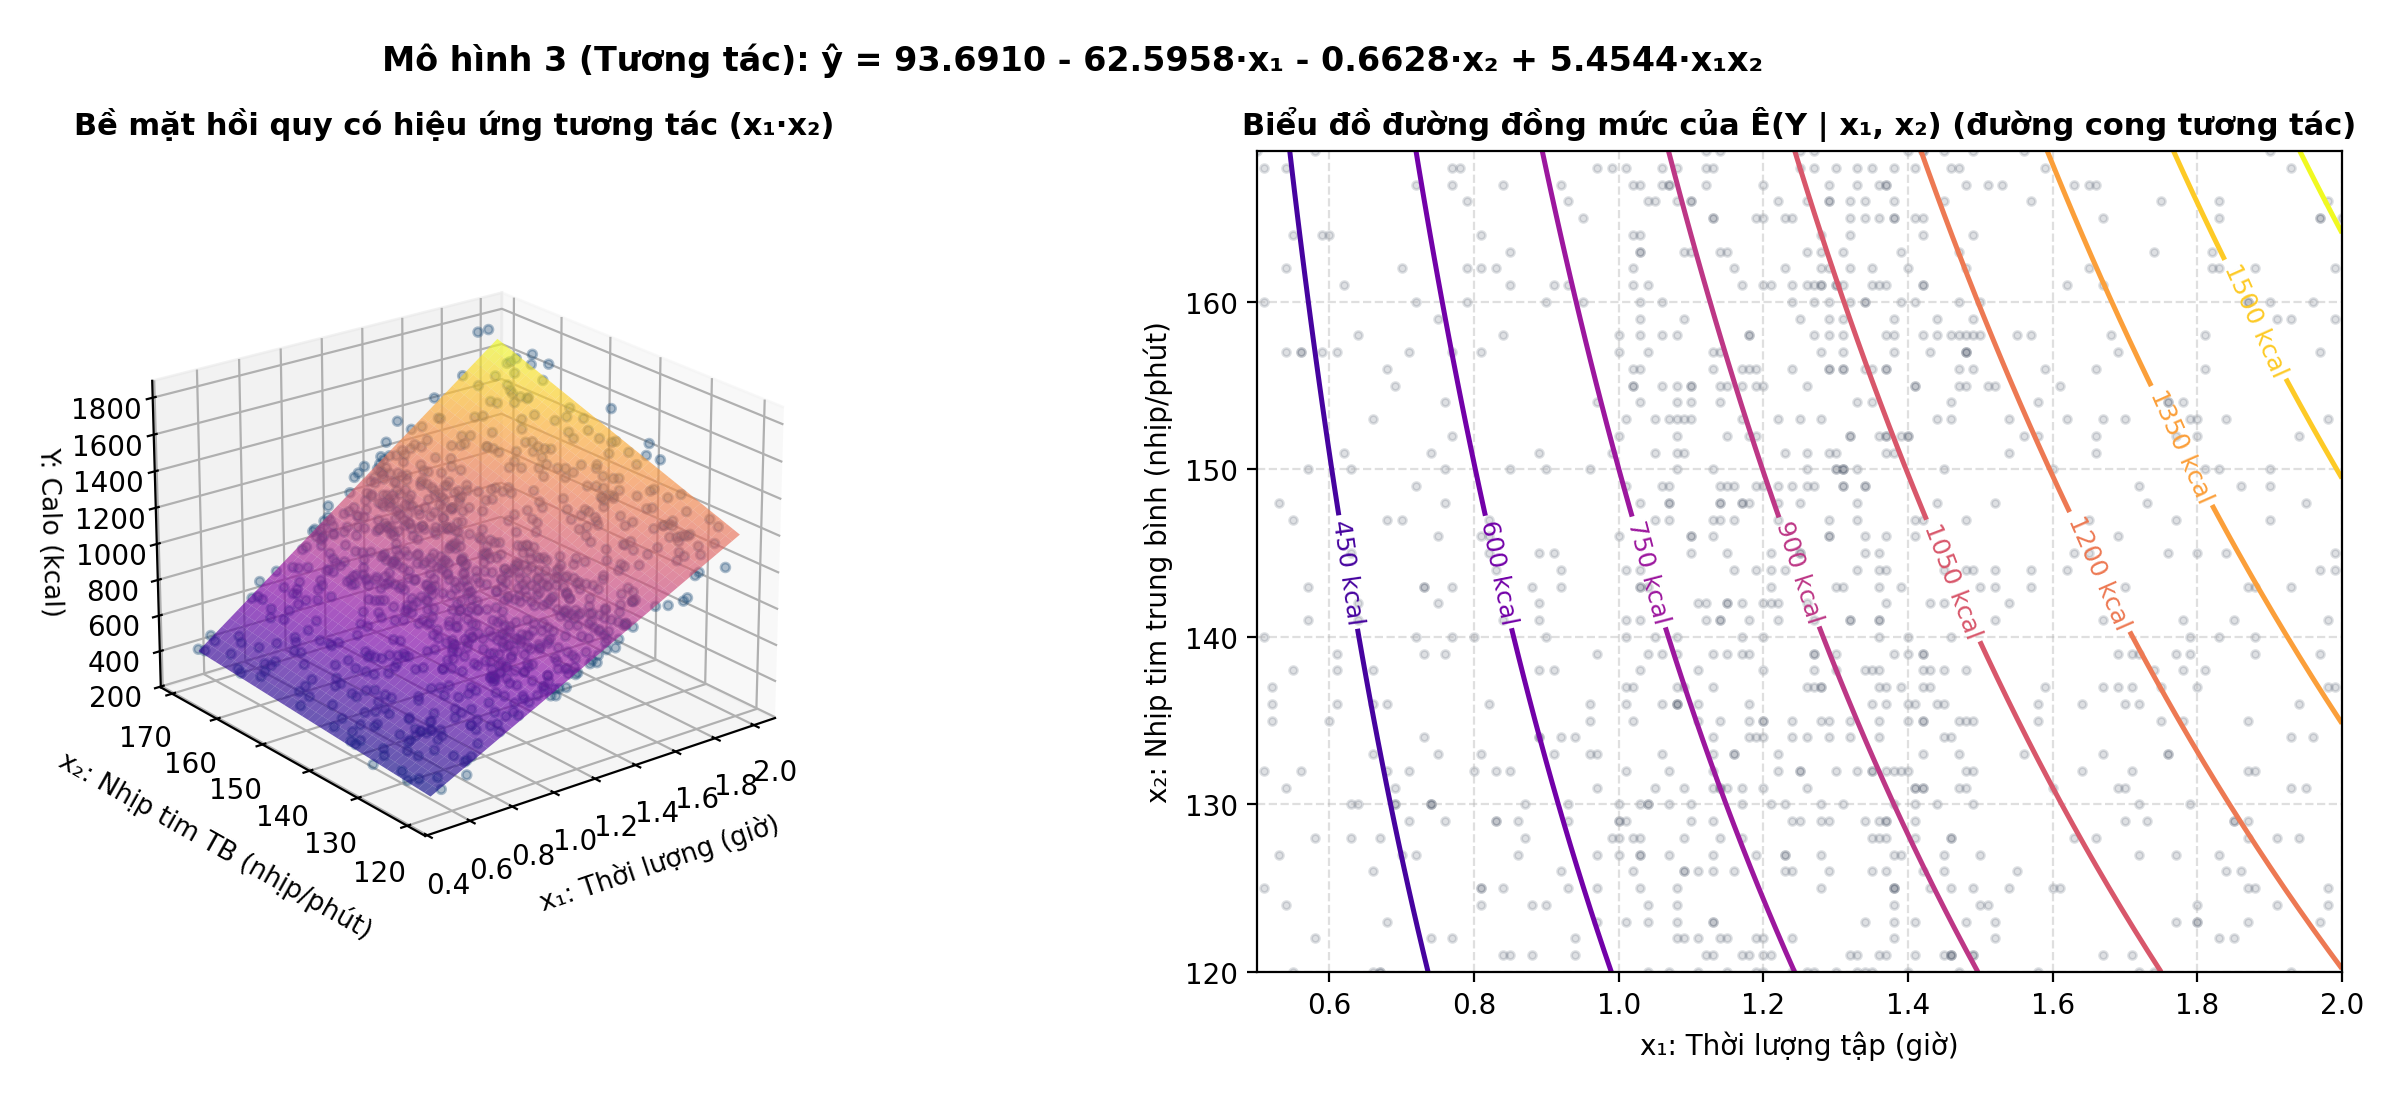 Mô hình 3 (Tương tác): ŷ = 93.6910 - 62.5958·x₁ - 0.6628·x₂ + 5.4544·x₁x₂
Bề mặt hồi quy có hiệu ứng tương tác (x₁·x₂)
Y: Calo (kcal)
1800
1600
1400
1200
1000
800
600
400
200
170
160
150
140
130
120
x₂: Nhịp tim TB (nhịp/phút)
0.4
0.6
0.8
1.0
1.2
1.4
1.6
1.8
2.0
x₁: Thời lượng (giờ)
Biểu đồ đường đồng mức của Ê(Y | x₁, x₂) (đường cong tương tác)
x₂: Nhịp tim trung bình (nhịp/phút)
160
150
140
130
120
450 kcal
600 kcal
750 kcal
900 kcal
1050 kcal
1200 kcal
1350 kcal
1500 kcal
0.6
0.8
1.0
1.2
1.4
1.6
1.8
2.0
x₁: Thời lượng tập (giờ)